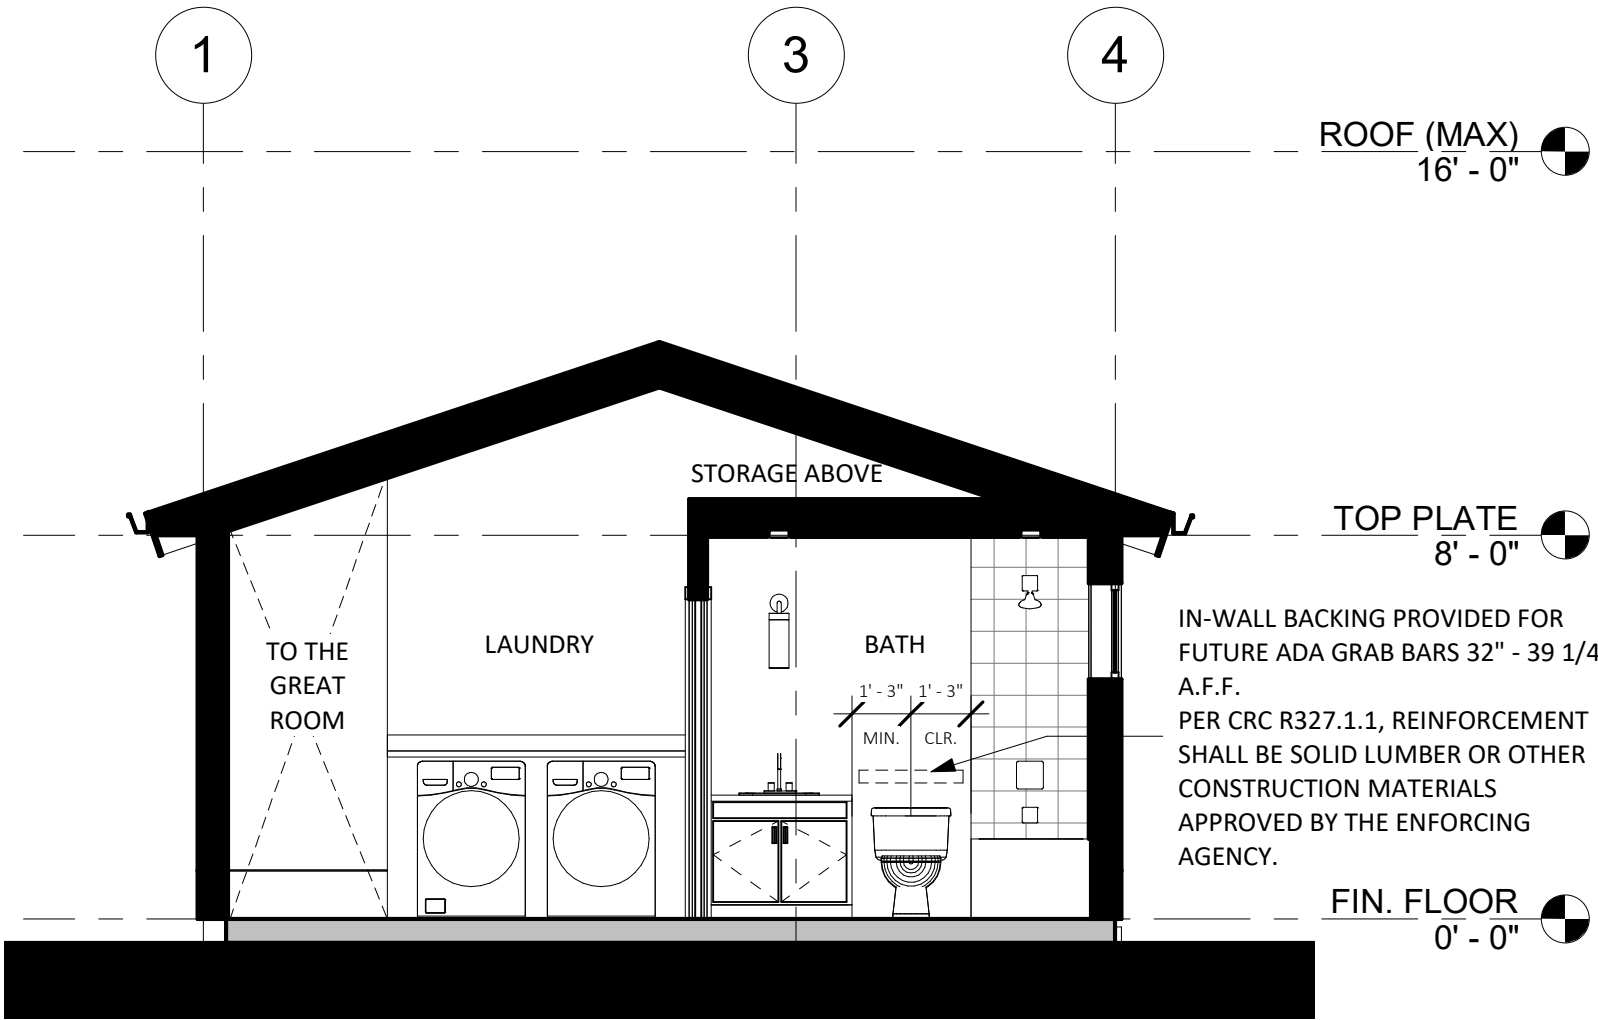 1
3
4
ROOF (MAX)
16' - 0"
STORAGE ABOVE
TOP PLATE
8' - 0"
TO THE
GREAT
ROOM
LAUNDRY
BATH
1' - 3" 1' - 3"
MIN. CLR.
IN-WALL BACKING PROVIDED FOR
FUTURE ADA GRAB BARS 32" - 39 1/4
A.F.F.
PER CRC R327.1.1, REINFORCEMENT
SHALL BE SOLID LUMBER OR OTHER
CONSTRUCTION MATERIALS
APPROVED BY THE ENFORCING
AGENCY.
FIN. FLOOR
0' - 0"